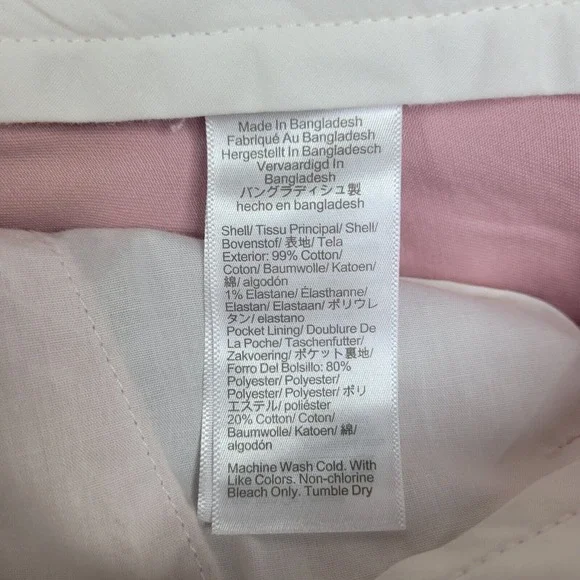 Made In Bangladesh
Fabriqué Au Bangladesh
Hergestellt In Bangladesch
Vervaardigd In
Bangladesh
バングラディシュ製
hecho en bangladesh
Shell/ Tissu Principal/ Shell/
Bovenstof/ 表地/ Tela
Exterior: 99% Cotton/
Coton/ Baumwolle/ Katoen/
綿/ algodón
1% Elastane/ Élasthanne/
Elastan/ Elastaan/ ポリウレ
タン/ elastano
Pocket Lining/ Doublure De
La Poche/ Taschenfutter/
Zakvoering/ ポケット裏地/
Forro Del Bolsillo: 80%
Polyester/ Polyester/
Polyester/ Polyester/ ポリ
エステル/ poliéster
20% Cotton/ Coton/
Baumwolle/ Katoen/ 綿/
algodón
Machine Wash Cold. With
Like Colors. Non-chlorine
Bleach Only. Tumble Dry